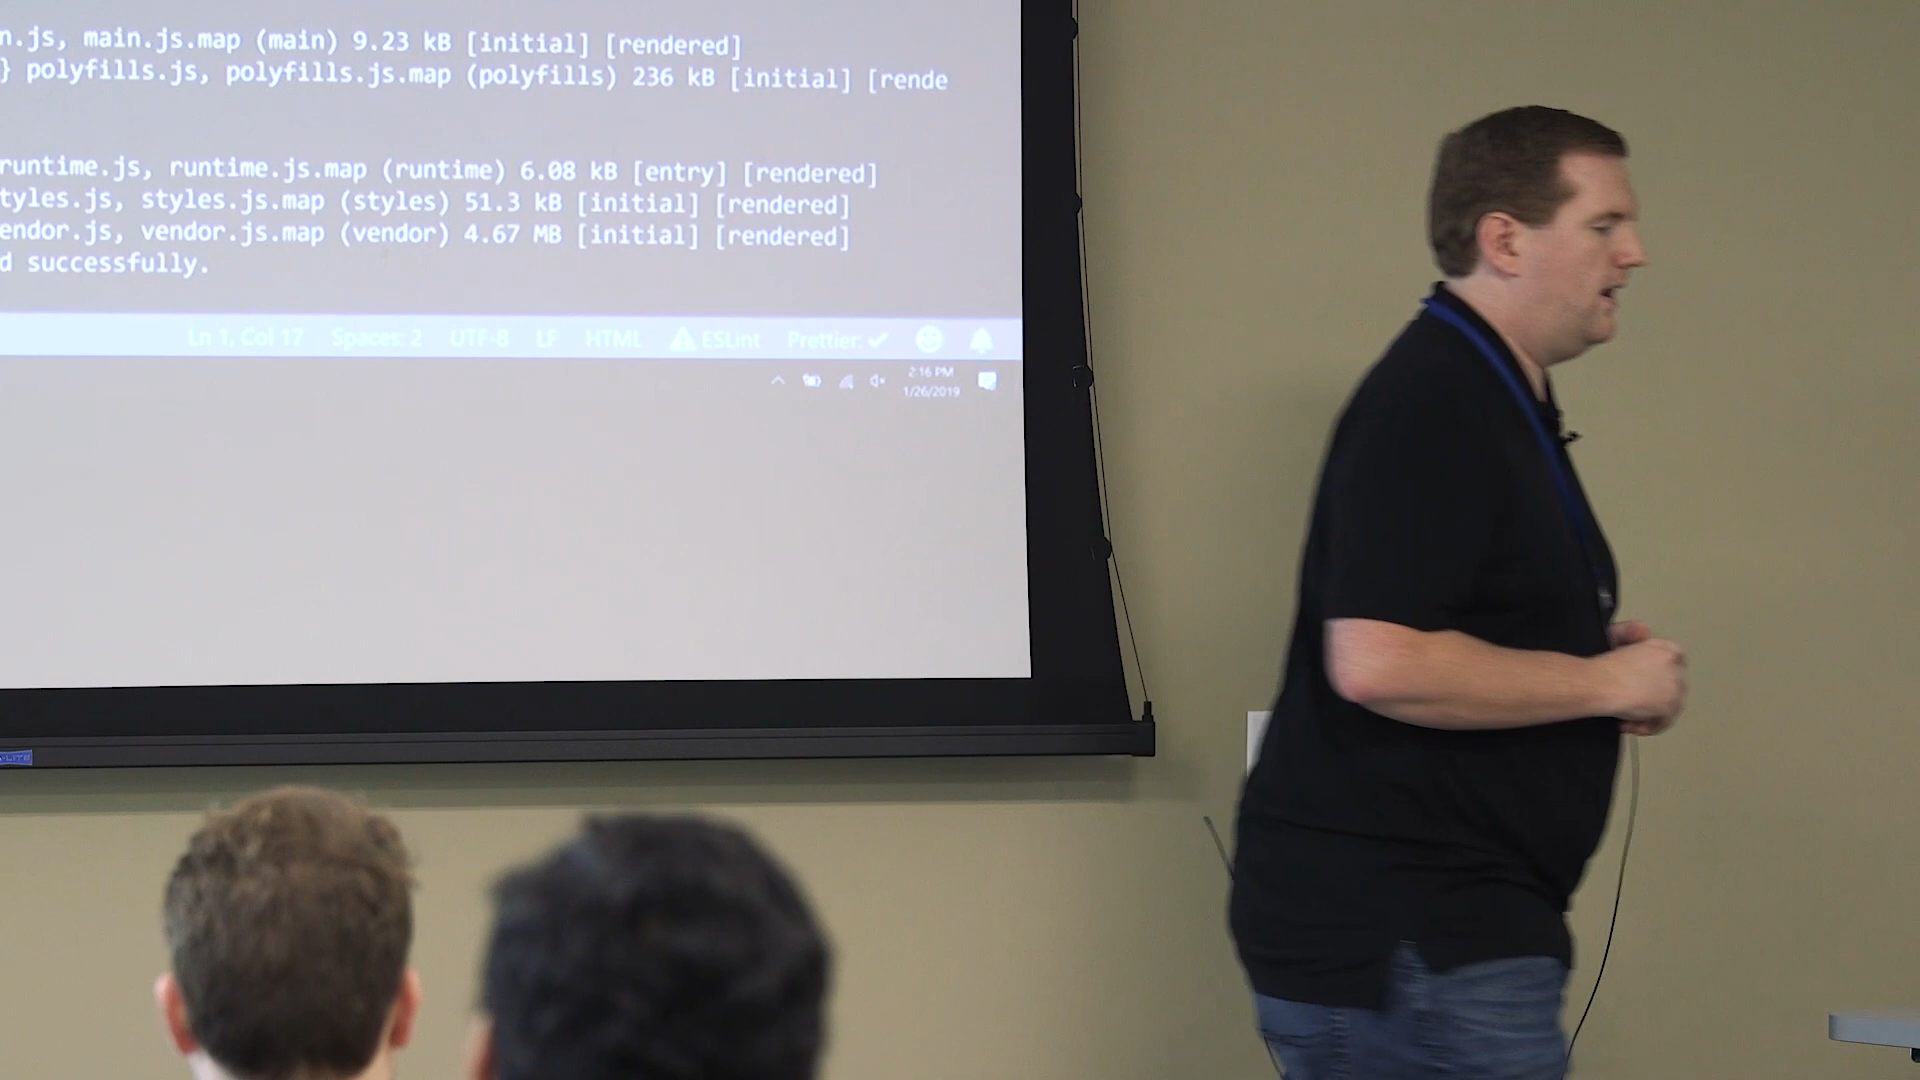 n.js, main.js.map (main) 9.23 kB [initial] [rendered]
} polyfills.js, polyfills.js.map (polyfills) 236 kB [initial] [rende
runtime.js, runtime.js.map (runtime) 6.08 kB [entry] [rendered]
tyles.js, styles.js.map (styles) 51.3 kB [initial] [rendered]
endor.js, vendor.js.map (vendor) 4.67 MB [initial] [rendered]
d successfully.
Ln 1, Col 17 Spaces: 2 UTF-8 LF HTML ESLint Prettier: ✓
2:16 PM
1/26/2019